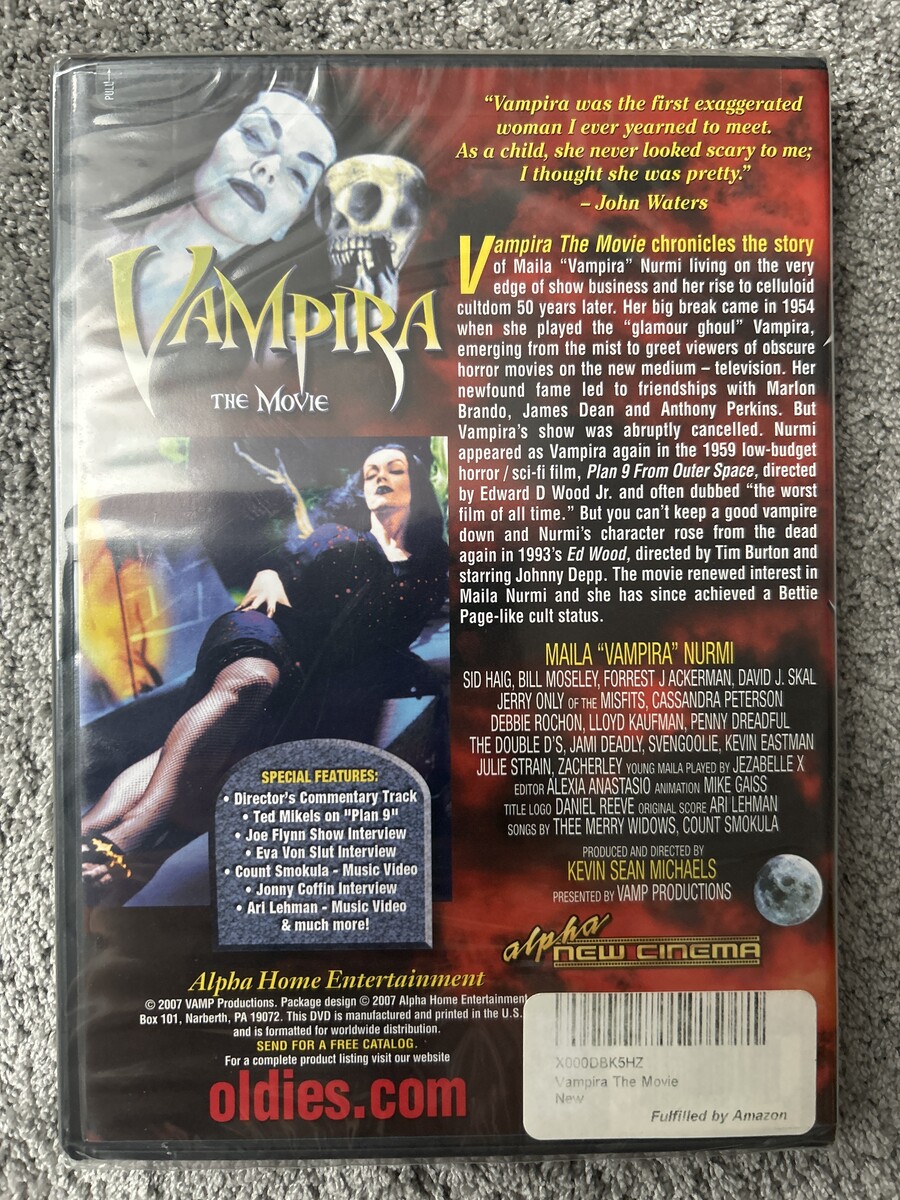 PULL
“Vampira was the first exaggerated
woman I ever yearned to meet.
As a child, she never looked scary to me;
I thought she was pretty.”
– John Waters
VAMPIRA
THE MOVIE
Vampira The Movie chronicles the story
of Maila “Vampira” Nurmi living on the very
edge of show business and her rise to celluloid
cultdom 50 years later. Her big break came in 1954
when she played the “glamour ghoul” Vampira,
emerging from the mist to greet viewers of obscure
horror movies on the new medium – television. Her
newfound fame led to friendships with Marlon
Brando, James Dean and Anthony Perkins. But
Vampira’s show was abruptly cancelled. Nurmi
appeared as Vampira again in the 1959 low-budget
horror / sci-fi film, Plan 9 From Outer Space, directed
by Edward D Wood Jr. and often dubbed “the worst
film of all time.” But you can’t keep a good vampire
down and Nurmi’s character rose from the dead
again in 1993’s Ed Wood, directed by Tim Burton and
starring Johnny Depp. The movie renewed interest in
Maila Nurmi and she has since achieved a Bettie
Page-like cult status.
MAILA “VAMPIRA” NURMI
SID HAIG, BILL MOSELEY, FORREST J ACKERMAN, DAVID J. SKAL
JERRY ONLY OF THE MISFITS, CASSANDRA PETERSON
DEBBIE ROCHON, LLOYD KAUFMAN, PENNY DREADFUL
THE DOUBLE D’S, JAMI DEADLY, SVENGOOLIE, KEVIN EASTMAN
JULIE STRAIN, ZACHERLEY YOUNG MAILA PLAYED BY JEZABELLE X
EDITOR ALEXIA ANASTASIO ANIMATION MIKE GAISS
TITLE LOGO DANIEL REEVE ORIGINAL SCORE ARI LEHMAN
SONGS BY THEE MERRY WIDOWS, COUNT SMOKULA
PRODUCED AND DIRECTED BY
KEVIN SEAN MICHAELS
PRESENTED BY VAMP PRODUCTIONS
SPECIAL FEATURES:
• Director’s Commentary Track
• Ted Mikels on "Plan 9"
• Joe Flynn Show Interview
• Eva Von Slut Interview
• Count Smokula - Music Video
• Jonny Coffin Interview
• Ari Lehman - Music Video
& much more!
alpha
NEW CINEMA
Alpha Home Entertainment
© 2007 VAMP Productions. Package design © 2007 Alpha Home Entertainment
Box 101, Narberth, PA 19072. This DVD is manufactured and printed in the U.S.
and is formatted for worldwide distribution.
SEND FOR A FREE CATALOG.
For a complete product listing visit our website
oldies.com
X000DBK5HZ
Vampira The Movie
New
Fulfilled by Amazon